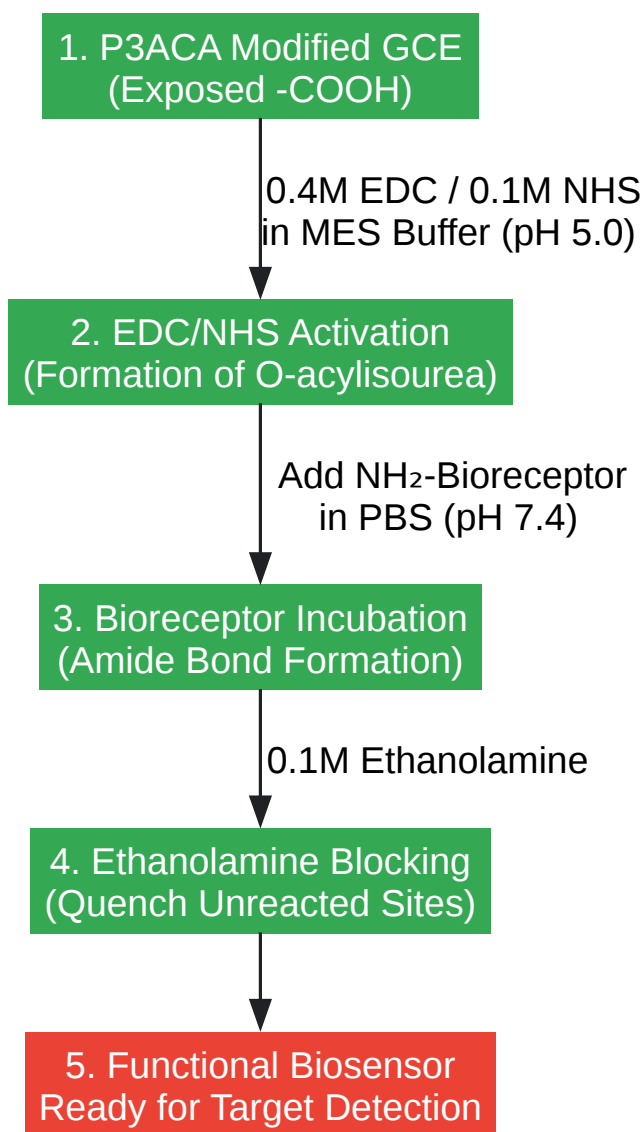 1. P3ACA Modified GCE
(Exposed -COOH)
0.4M EDC / 0.1M NHS
in MES Buffer (pH 5.0)
2. EDC/NHS Activation
(Formation of O-acylisourea)
Add NH₂-Bioreceptor
in PBS (pH 7.4)
3. Bioreceptor Incubation
(Amide Bond Formation)
0.1M Ethanolamine
4. Ethanolamine Blocking
(Quench Unreacted Sites)
5. Functional Biosensor
Ready for Target Detection